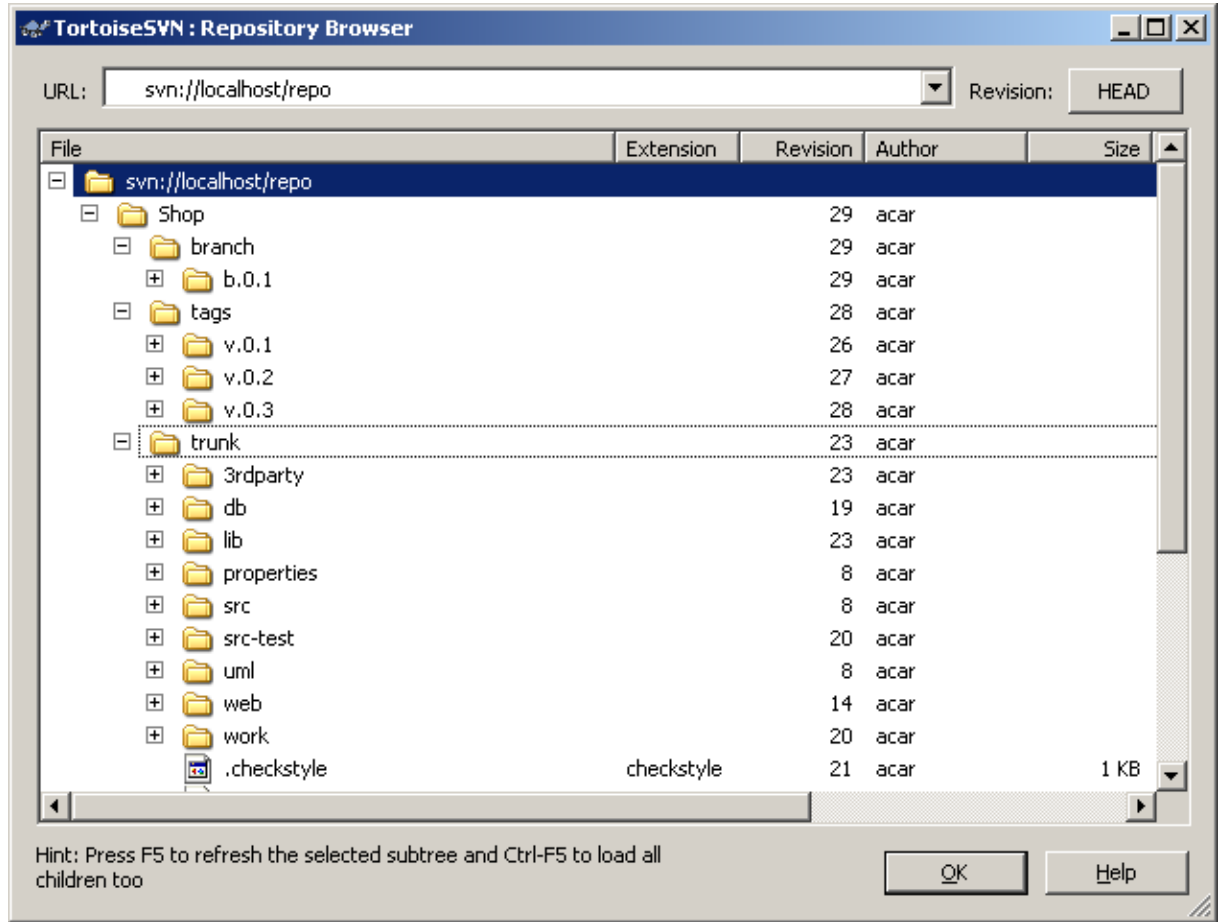 TortoiseSVN : Repository Browser
URL: svn://localhost/repo Revision: HEAD
File Extension Revision Author Size
svn://localhost/repo
Shop 29 acar
branch 29 acar
b.0.1 29 acar
tags 28 acar
v.0.1 26 acar
v.0.2 27 acar
v.0.3 28 acar
trunk 23 acar
3rdparty 23 acar
db 19 acar
lib 23 acar
properties 8 acar
src 8 acar
src-test 20 acar
uml 8 acar
web 14 acar
work 20 acar
.checkstyle checkstyle 21 acar 1 KB
Hint: Press F5 to refresh the selected subtree and Ctrl-F5 to load all
children too
OK Help